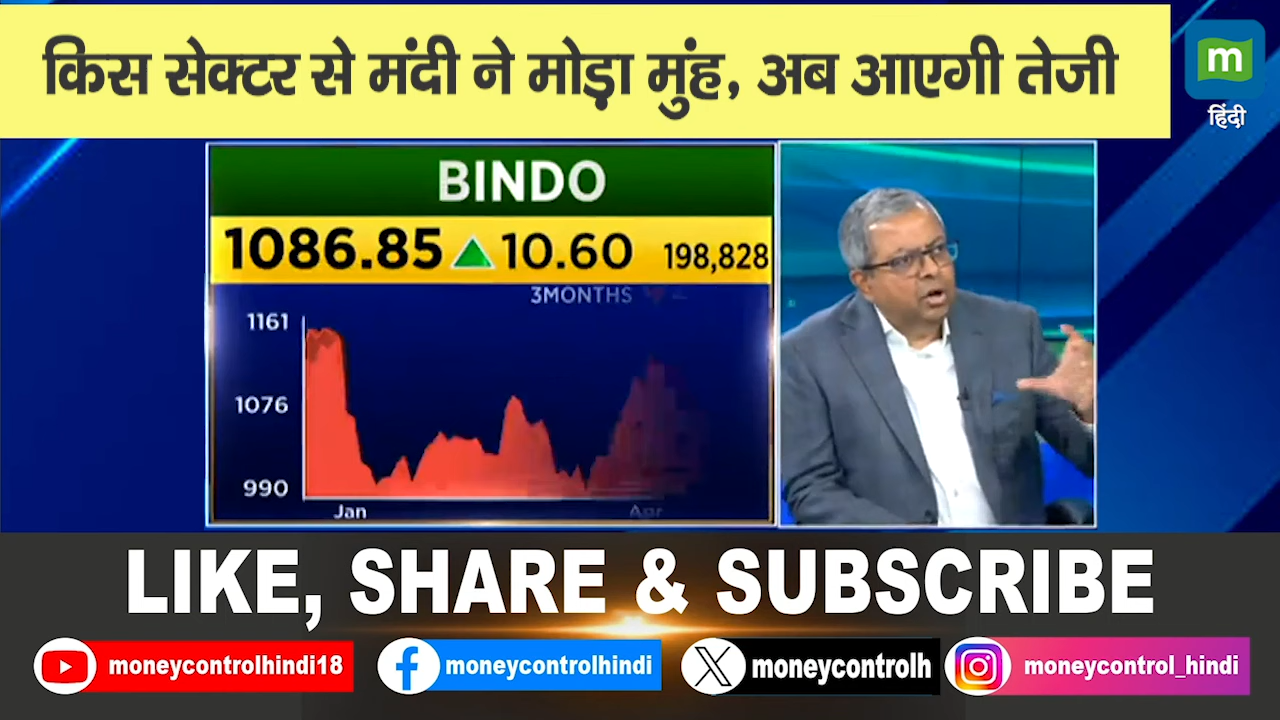 किस सेक्टर से मंदी ने मोड़ा मुंह, अब आएगी तेजी
m
हिंदी
BINDO
1086.85 ▲ 10.60 198,828
3MONTHS
1161
1076
990
Jan Apr
LIKE, SHARE & SUBSCRIBE
moneycontrolhindi18 moneycontrolhindi moneycontrolh moneycontrol_hindi